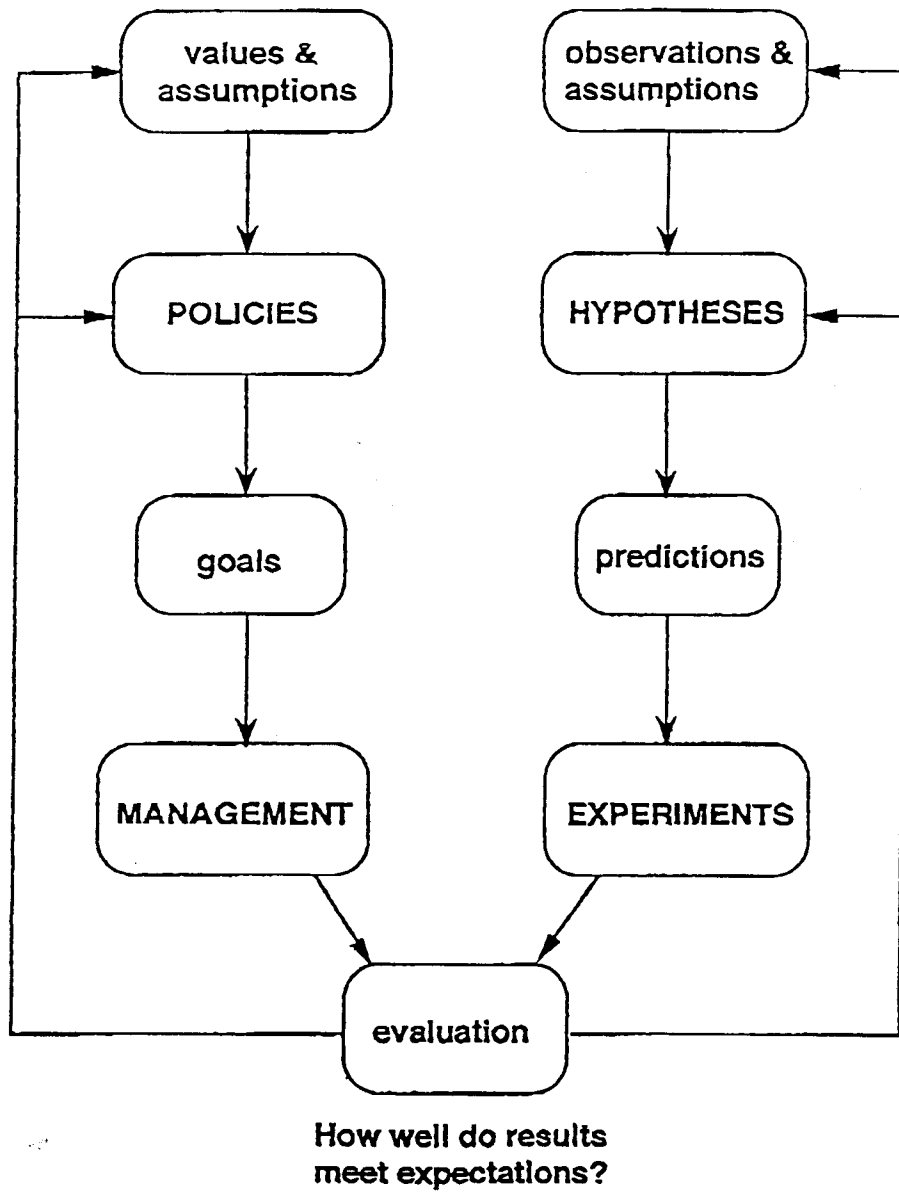 values &
assumptions
observations &
assumptions
POLICIES
HYPOTHESES
goals
predictions
MANAGEMENT
EXPERIMENTS
evaluation
How well do results
meet expectations?